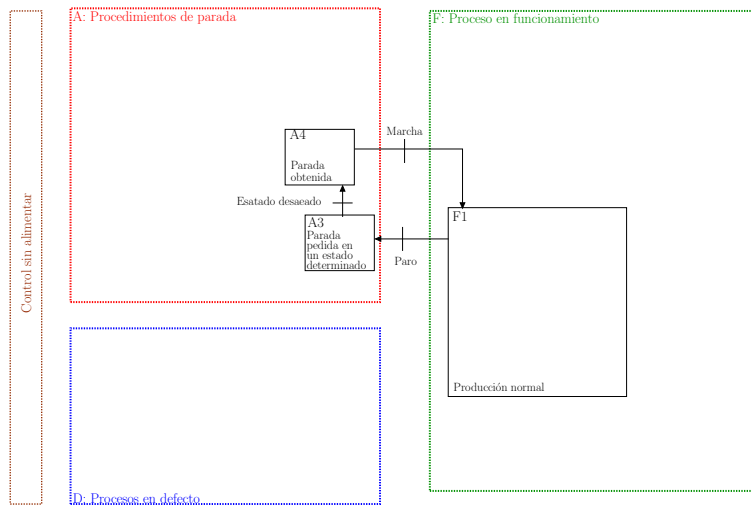 A: Procedimientos de parada
F: Proceso en funcionamiento
Control sin alimentar
A4
Parada
obtenida
Marcha
Esatado desaeado
A3
Parada
pedida en
un estado
determinado
Paro
F1
Producción normal
D: Procesos en defecto